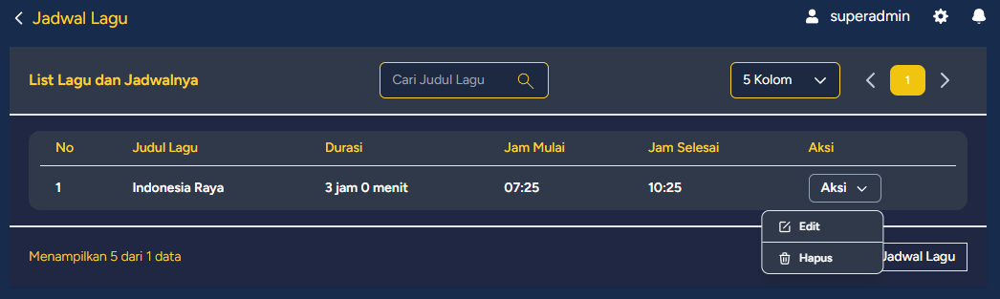 Jadwal Lagu
superadmin
List Lagu dan Jadwalnya
Cari Judul Lagu
5 Kolom
1
No Judul Lagu Durasi Jam Mulai Jam Selesai Aksi
1 Indonesia Raya 3 jam 0 menit 07:25 10:25 Aksi
Edit
Hapus
Menampilkan 5 dari 1 data
Jadwal Lagu